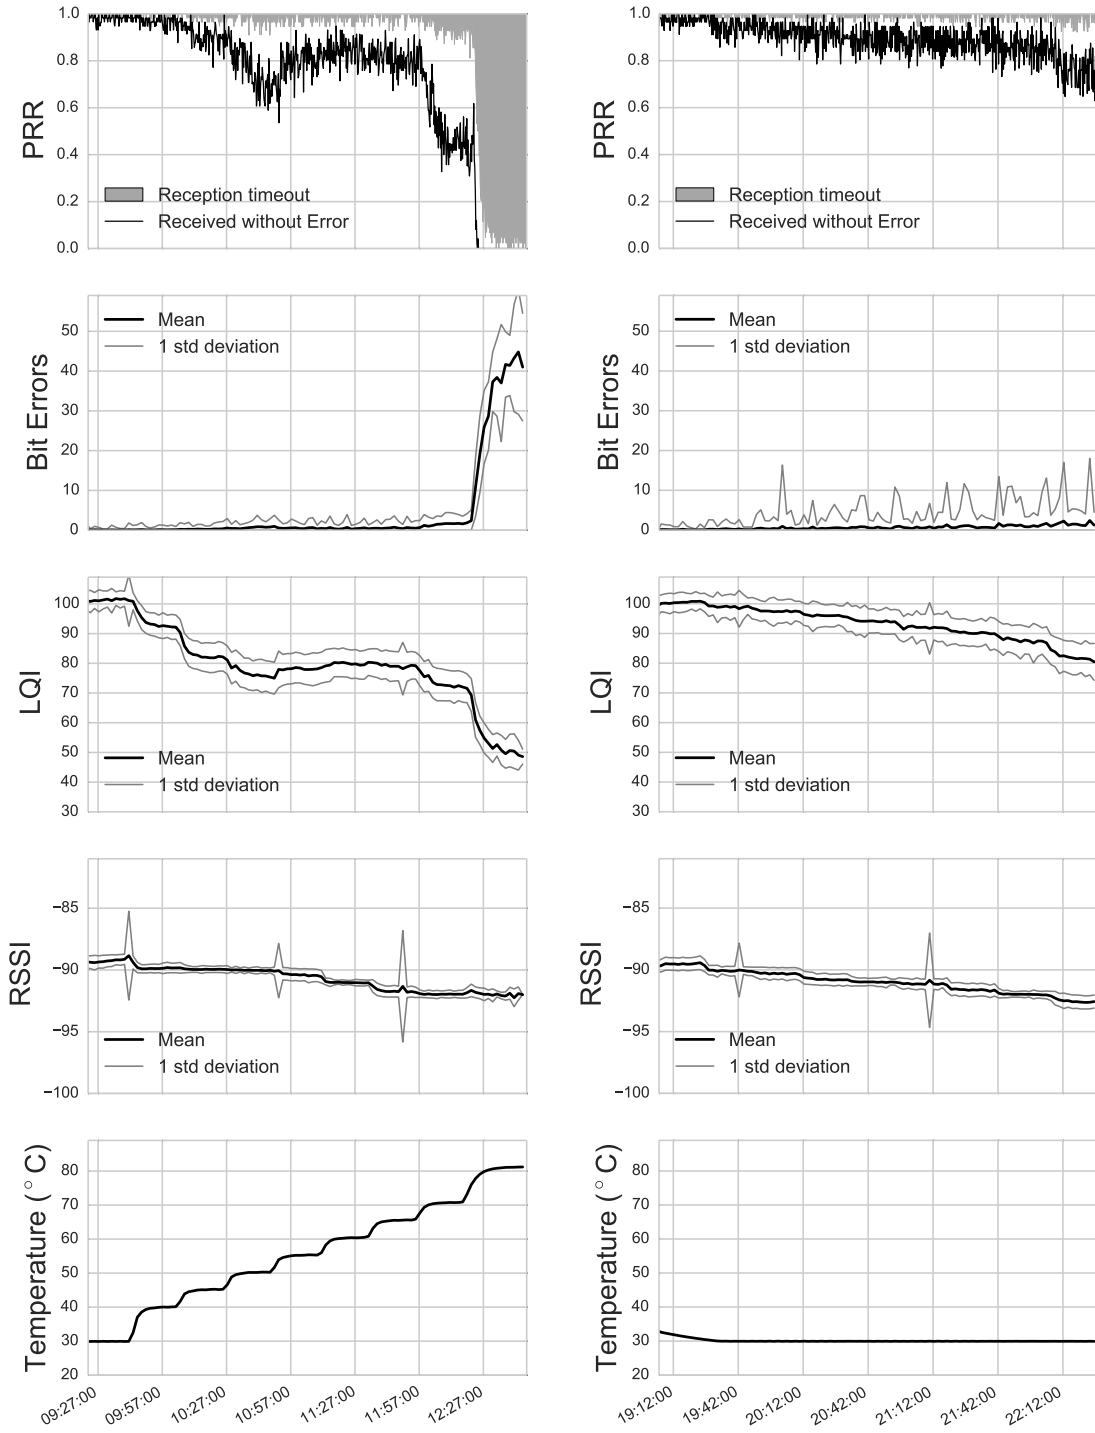 1.0
0.8
0.6
0.4
0.2
0.0
PRR
Reception timeout
Received without Error
1.0
0.8
0.6
0.4
0.2
0.0
PRR
Reception timeout
Received without Error
50
40
30
20
10
0
Bit Errors
Mean
1 std deviation
50
40
30
20
10
0
Bit Errors
Mean
1 std deviation
100
90
80
70
60
50
40
30
LQI
Mean
1 std deviation
100
90
80
70
60
50
40
30
LQI
Mean
1 std deviation
−85
−90
−95
−100
RSSI
Mean
1 std deviation
−85
−90
−95
−100
RSSI
Mean
1 std deviation
80
70
60
50
40
30
20
Temperature (°C)
09:27:00
09:57:00
10:27:00
10:57:00
11:27:00
11:57:00
12:27:00
80
70
60
50
40
30
20
Temperature (°C)
19:12:00
19:42:00
20:12:00
20:42:00
21:12:00
21:42:00
22:12:00